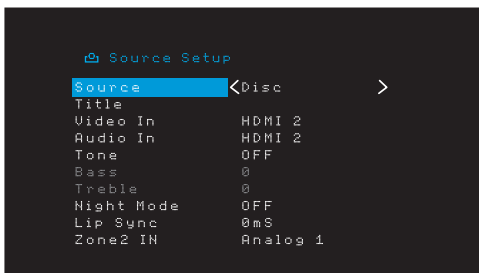 Source Setup
Source <Disc >
Title
Video In HDMI 2
Audio In HDMI 2
Tone OFF
Bass 0
Treble 0
Night Mode OFF
Lip Sync 0mS
Zone2 IN Analog 1